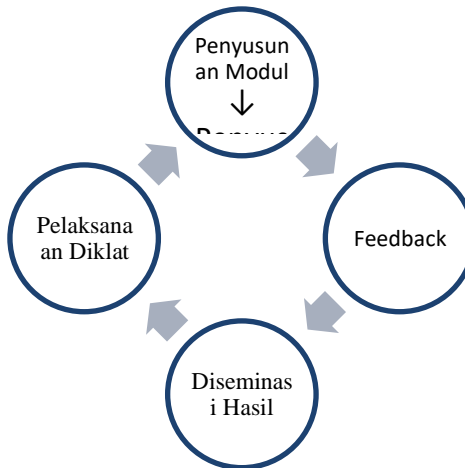 Penyusun
an Modul
↓
Feedback
Diseminas
i Hasil
Pelaksana
an Diklat